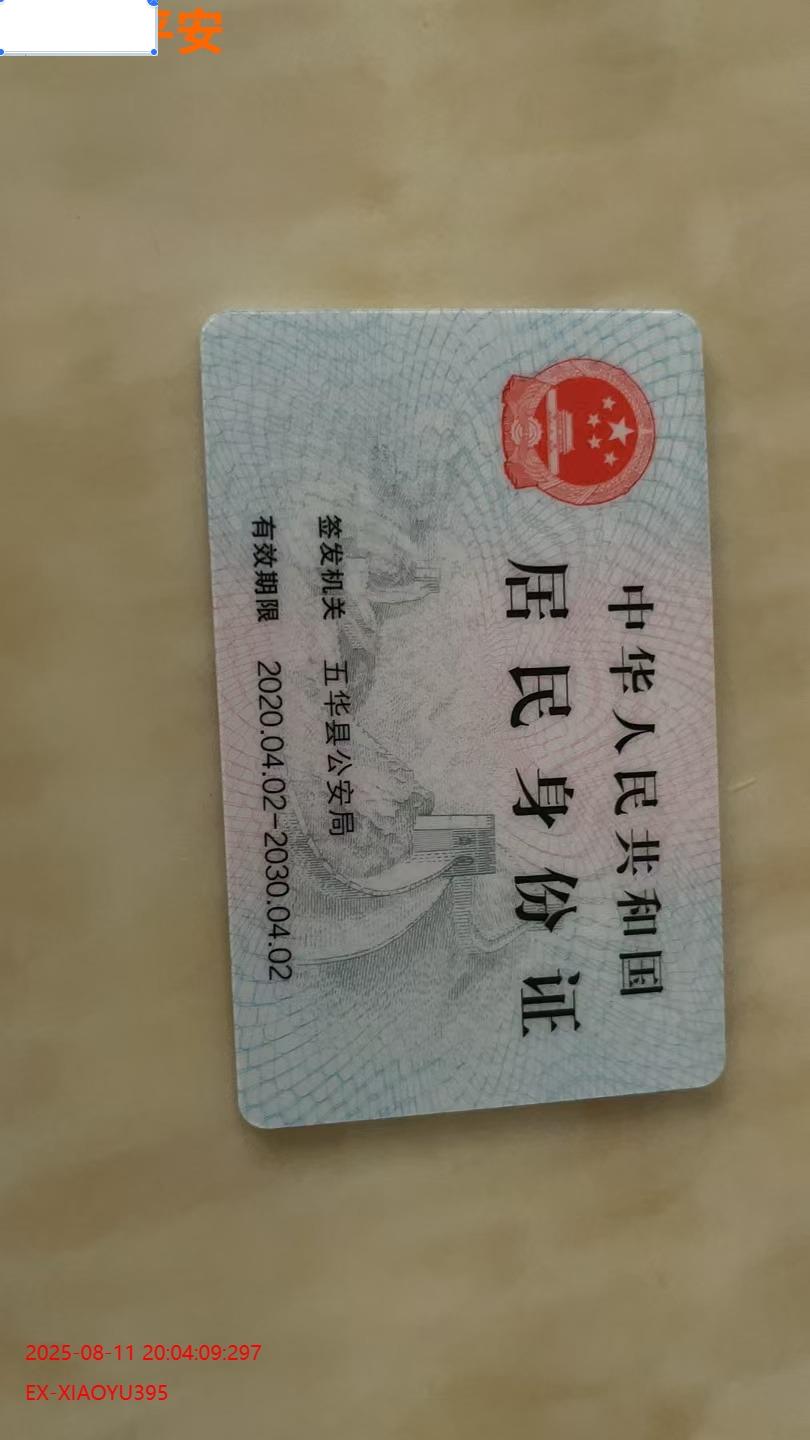 平安
中华人民共和国
居民身份证
签发机关 五华县公安局
有效期限 2020.04.02-2030.04.02
2025-08-11 20:04:09:297
EX-XIAOYU395